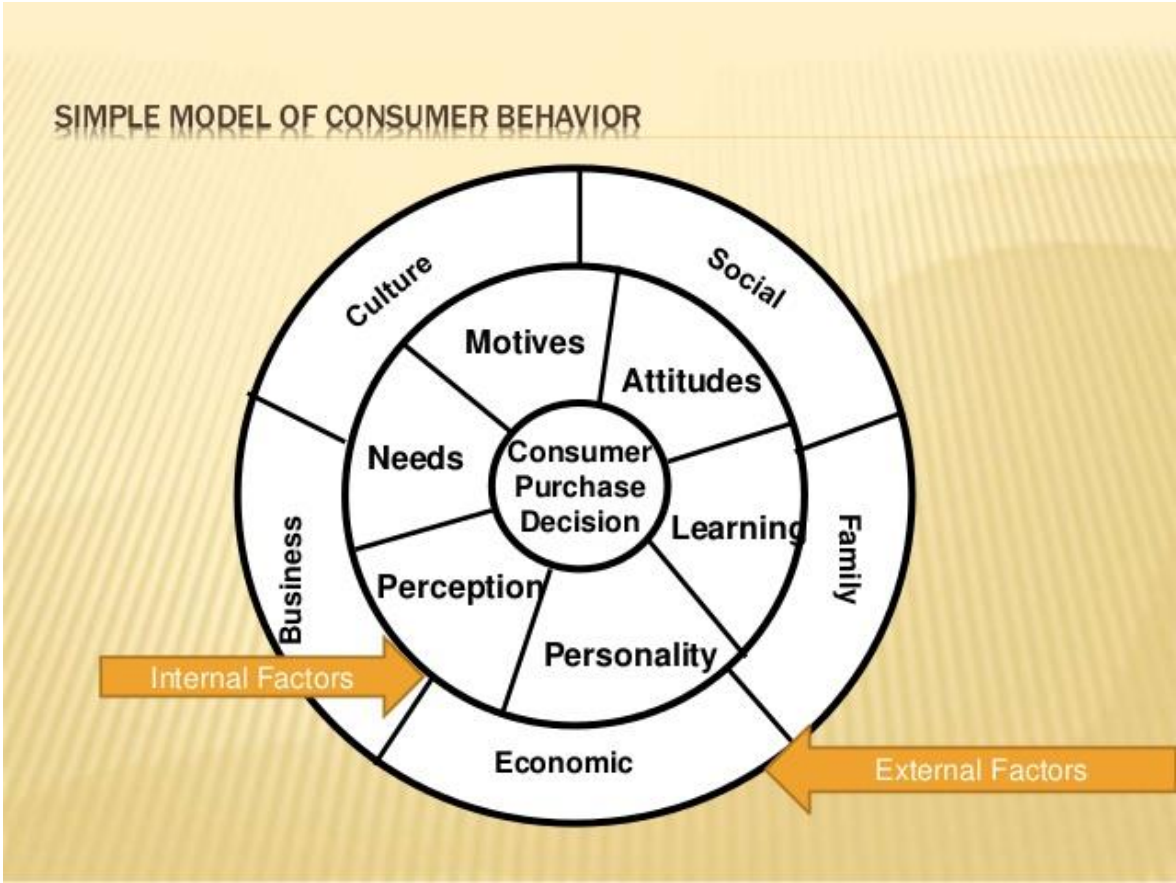 SIMPLE MODEL OF CONSUMER BEHAVIOR
Culture
Social
Motives
Attitudes
Needs
Consumer
Purchase
Decision
Learning
Family
Business
Perception
Personality
Internal Factors
Economic
External Factors